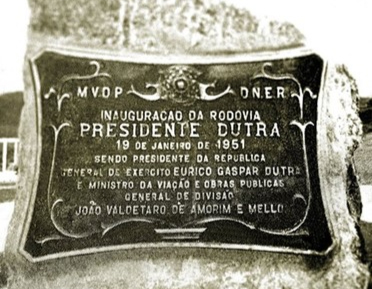 M.V.O.P. D.N.E.R.
INAUGURAÇÃO DA RODOVIA
PRESIDENTE DUTRA
19 DE JANEIRO DE 1951
SENDO PRESIDENTE DA REPUBLICA
GENERAL DE EXERCITO EURICO GASPAR DUTRA
E MINISTRO DA VIAÇÃO E OBRAS PUBLICAS
GENERAL DE DIVISÃO
JOÃO VALDETARO DE AMORIM E MELLO